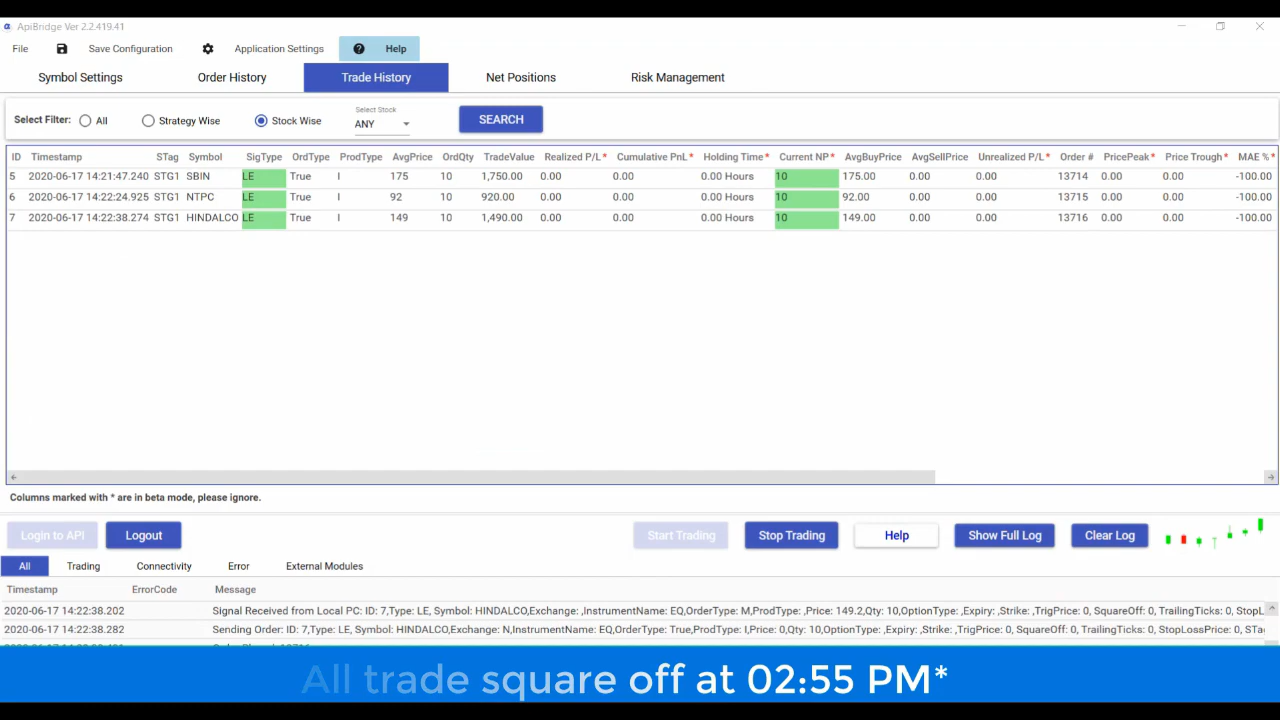 ApiBridge Ver 2.2.419.41
File Save Configuration Application Settings Help
Symbol Settings Order History Trade History Net Positions Risk Management
Select Filter: All Strategy Wise Stock Wise Select Stock ANY SEARCH
ID Timestamp STag Symbol SigType OrdType ProdType AvgPrice OrdQty TradeValue Realized P/L* Cumulative PnL* Holding Time* Current NP* AvgBuyPrice AvgSellPrice Unrealized P/L* Order # PricePeak* Price Trough* MAE %*
5 2020-06-17 14:21:47.240 STG1 SBIN LE True I 175 10 1,750.00 0.00 0.00 0.00 Hours 10 175.00 0.00 0.00 13714 0.00 0.00 -100.00
6 2020-06-17 14:22:24.925 STG1 NTPC LE True I 92 10 920.00 0.00 0.00 0.00 Hours 10 92.00 0.00 0.00 13715 0.00 0.00 -100.00
7 2020-06-17 14:22:38.274 STG1 HINDALCO LE True I 149 10 1,490.00 0.00 0.00 0.00 Hours 10 149.00 0.00 0.00 13716 0.00 0.00 -100.00
Columns marked with * are in beta mode, please ignore.
Login to API Logout Start Trading Stop Trading Help Show Full Log Clear Log
All Trading Connectivity Error External Modules
Timestamp ErrorCode Message
2020-06-17 14:22:38.202 Signal Received from Local PC: ID: 7,Type: LE, Symbol: HINDALCO,Exchange: ,InstrumentName: EQ,OrderType: M,ProdType: ,Price: 149.2,Qty: 10,OptionType: ,Expiry: ,Strike: ,TrigPrice: 0, SquareOff: 0, TrailingTicks: 0, StopL
2020-06-17 14:22:38.282 Sending Order: ID: 7,Type: LE, Symbol: HINDALCO,Exchange: N,InstrumentName: EQ,OrderType: True,ProdType: I,Price: 0,Qty: 10,OptionType: ,Expiry: ,Strike: ,TrigPrice: 0, SquareOff: 0, TrailingTicks: 0, StopLossPrice: 0, STag
All trade square off at 02:55 PM*